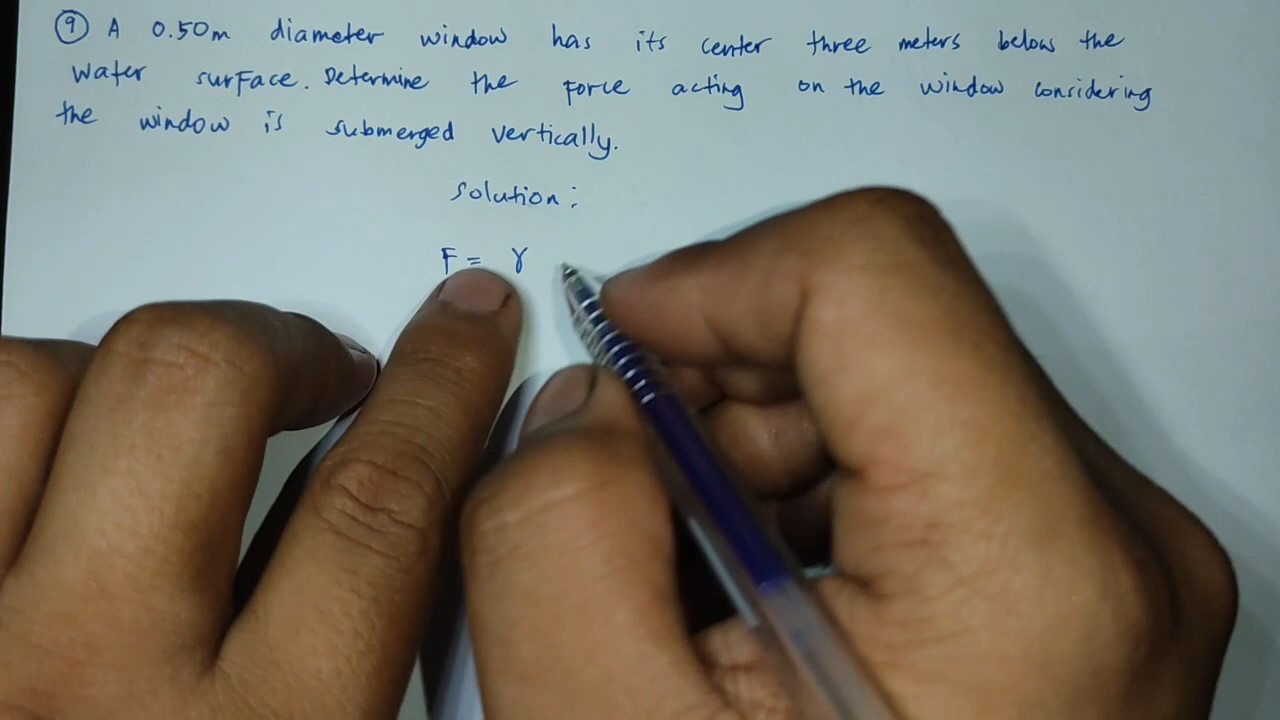 9 A 0.50m diameter window has its center three meters below the
water surface. Determine the force acting on the window considering
the window is submerged vertically.
Solution:
F = γ